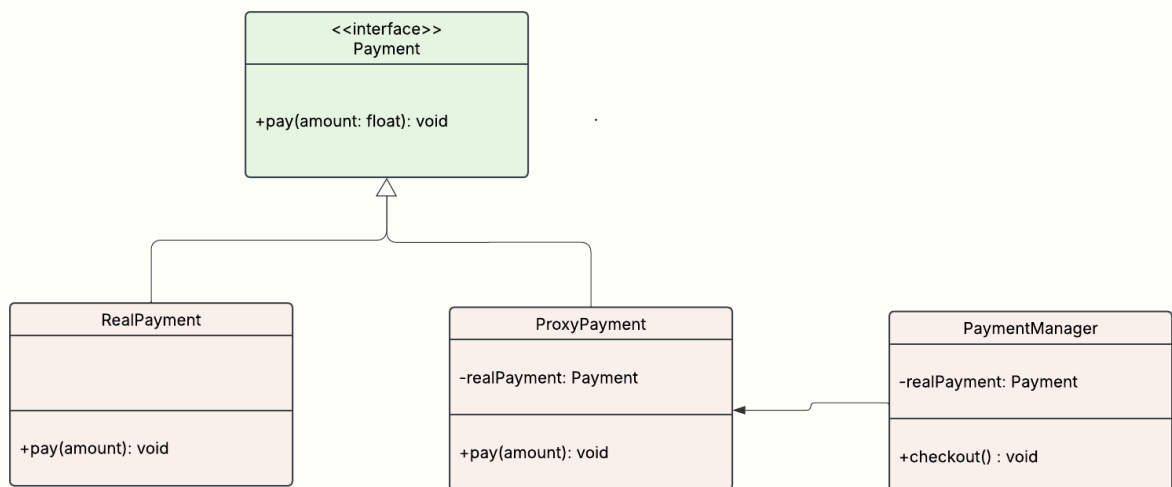 <<interface>>
Payment
+pay(amount: float): void
RealPayment
+pay(amount): void
ProxyPayment
-realPayment: Payment
+pay(amount): void
PaymentManager
-realPayment: Payment
+checkout() : void